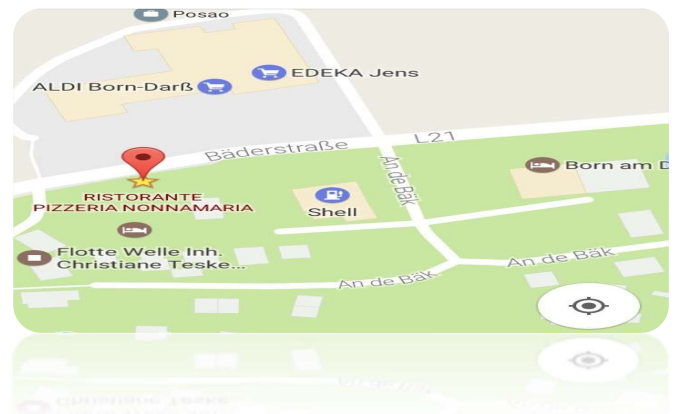 Posao
EDEKA Jens
ALDI Born-Darß
Bäderstraße
L21
An de Bäk
Born am D
RISTORANTE
PIZZERIA NONNAMARIA
Shell
Flotte Welle Inh.
Christiane Teske...
An de Bäk
An de Bäk